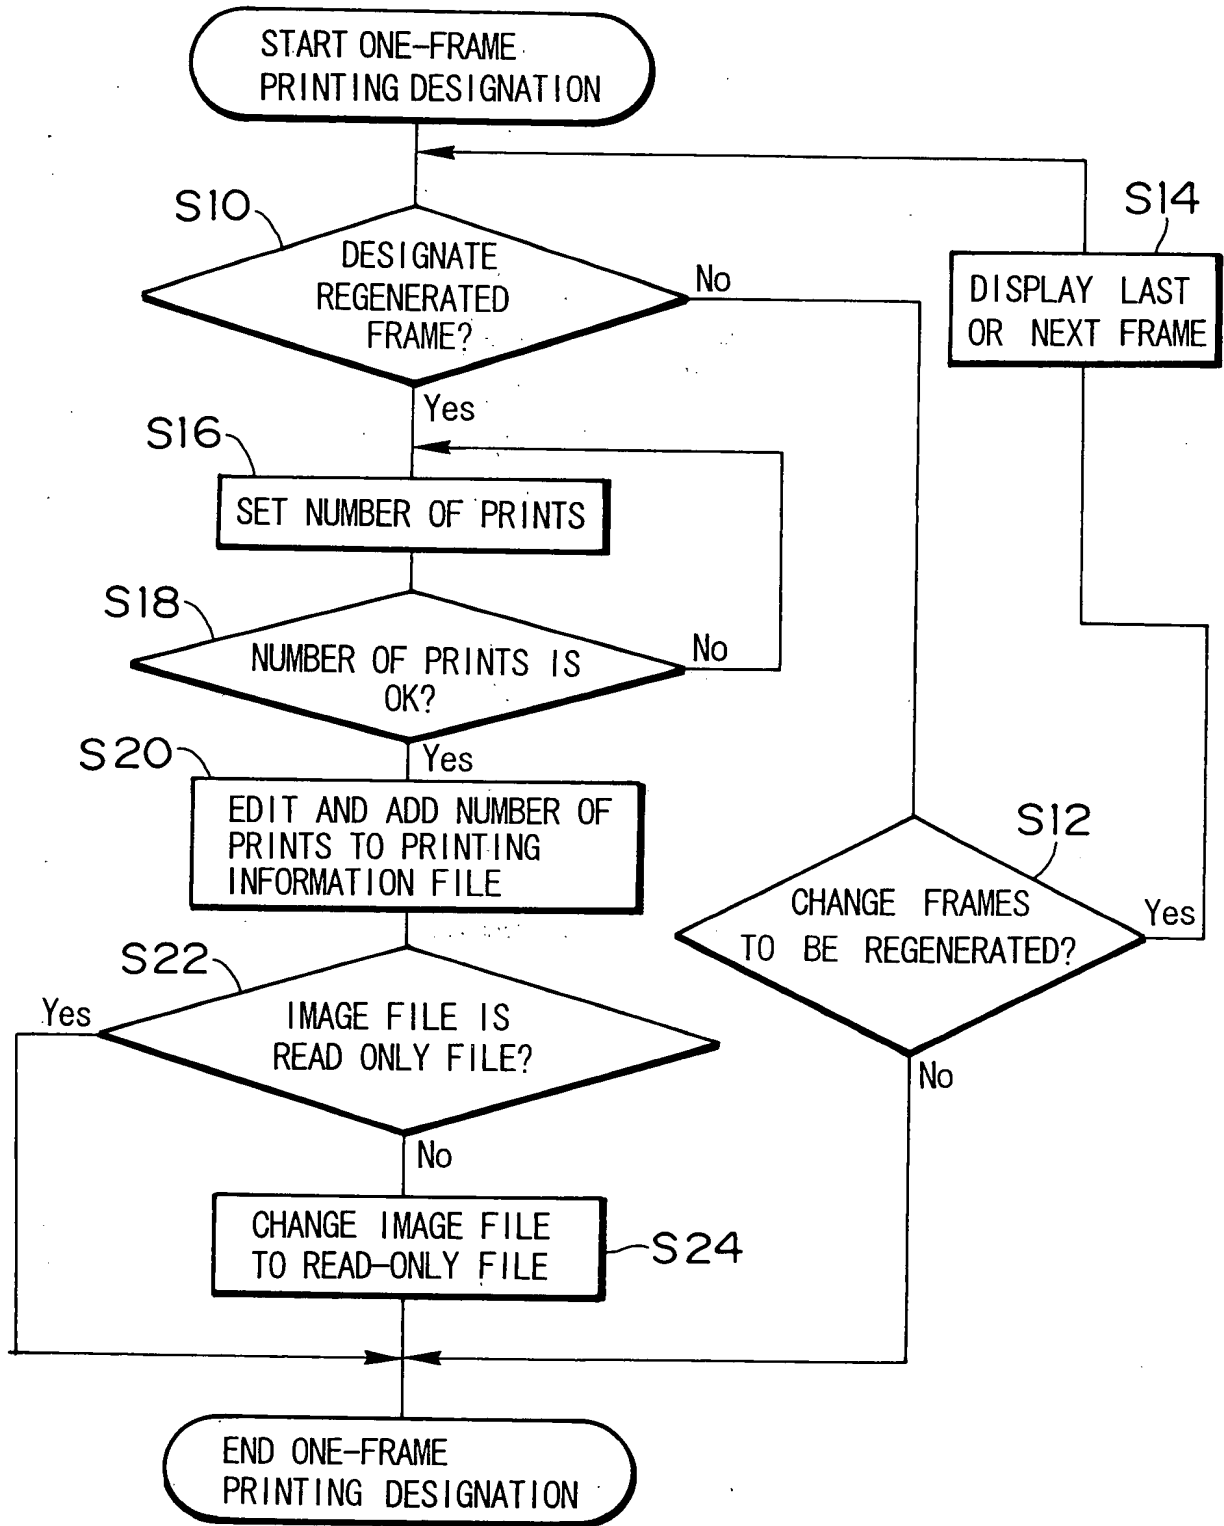 START ONE-FRAME
PRINTING DESIGNATION
S10
DESIGNATE
REGENERATED
FRAME?
No
Yes
S14
DISPLAY LAST
OR NEXT FRAME
S16
SET NUMBER OF PRINTS
S18
NUMBER OF PRINTS IS
OK?
No
Yes
S20
EDIT AND ADD NUMBER OF
PRINTS TO PRINTING
INFORMATION FILE
S12
CHANGE FRAMES
TO BE REGENERATED?
Yes
No
S22
IMAGE FILE IS
READ ONLY FILE?
Yes
No
CHANGE IMAGE FILE
TO READ-ONLY FILE
S24
END ONE-FRAME
PRINTING DESIGNATION